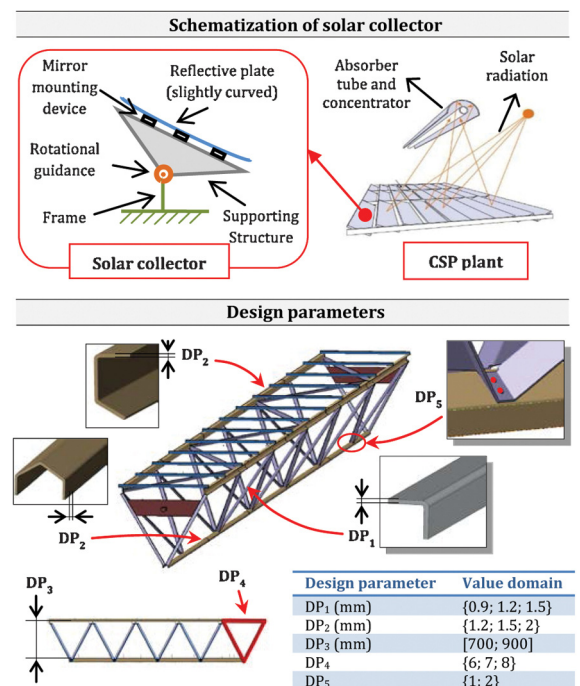 Schematization of solar collector
Mirror
mounting
device
Reflective plate
(slightly curved)
Rotational
guidance
Frame
Supporting
Structure
Solar collector
Absorber
tube and
concentrator
Solar
radiation
CSP plant
Design parameters
DP2
DP5
DP2
DP1
DP3
DP4
Design parameter Value domain
DP1 (mm) {0.9; 1.2; 1.5}
DP2 (mm) {1.2; 1.5; 2}
DP3 (mm) [700; 900]
DP4 {6; 7; 8}
DP5 {1; 2}